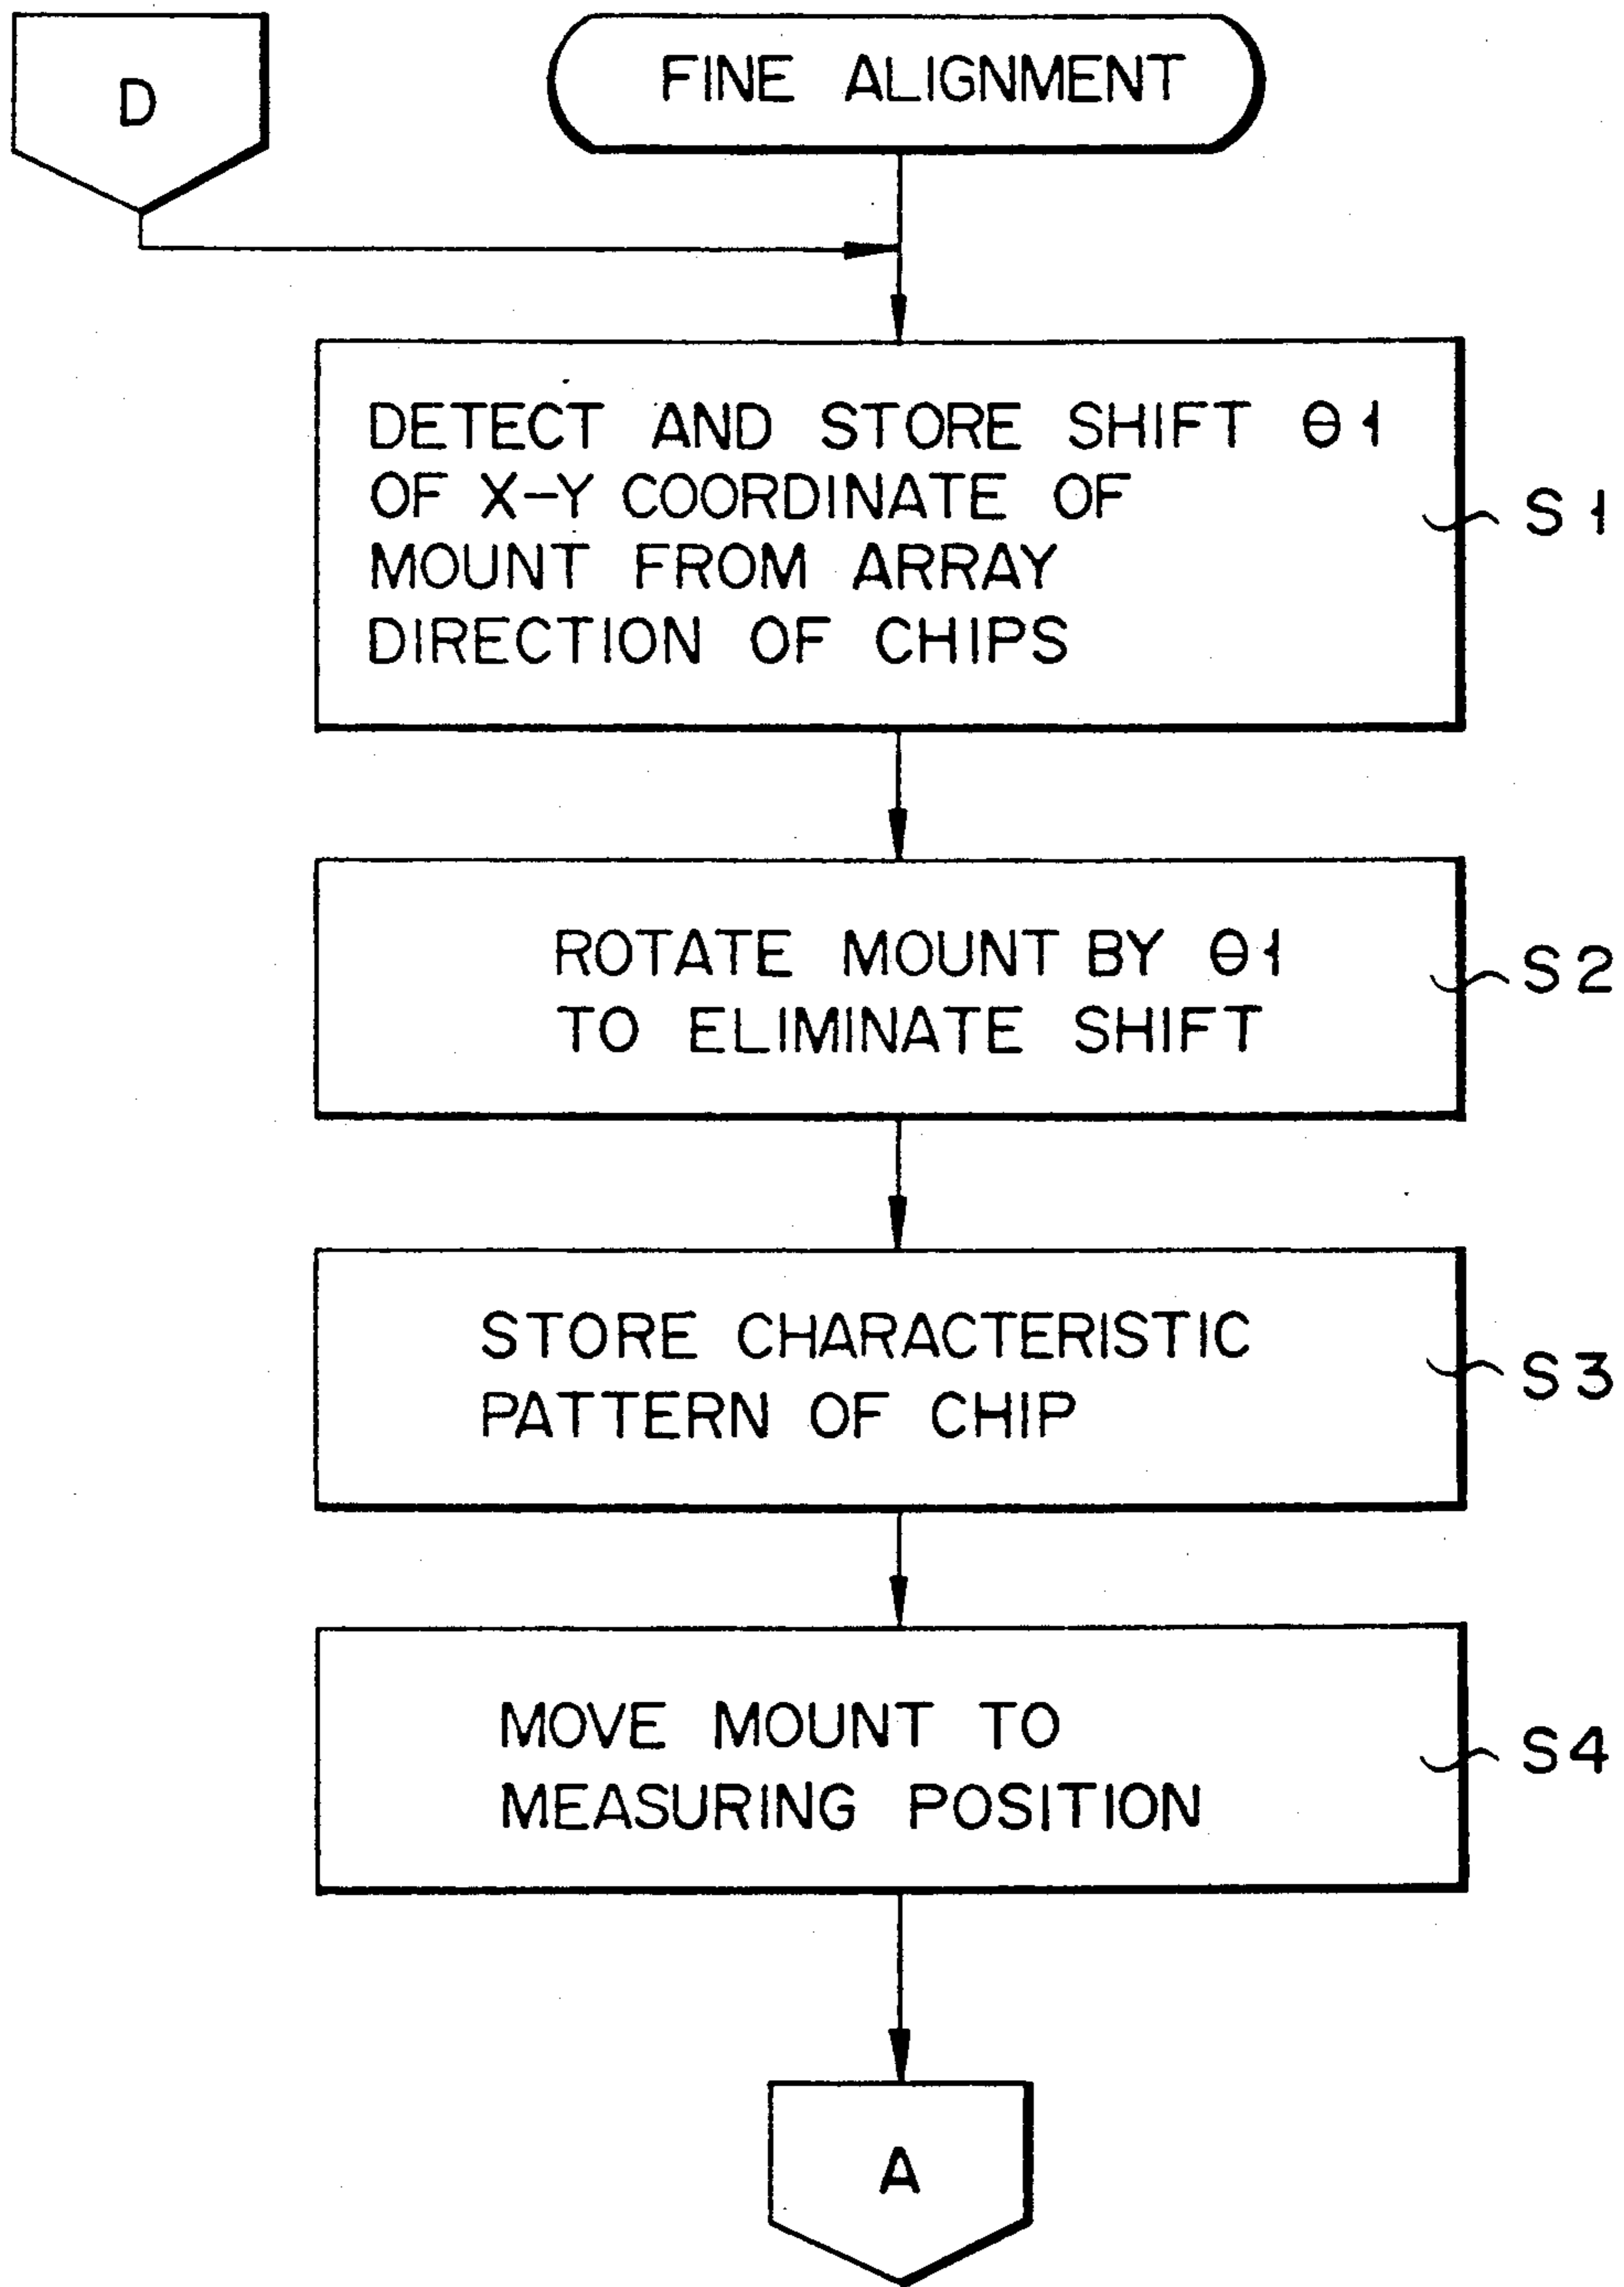 D
FINE ALIGNMENT
DETECT AND STORE SHIFT θ1
OF X-Y COORDINATE OF
MOUNT FROM ARRAY
DIRECTION OF CHIPS
S1
ROTATE MOUNT BY θ1
TO ELIMINATE SHIFT
S2
STORE CHARACTERISTIC
PATTERN OF CHIP
S3
MOVE MOUNT TO
MEASURING POSITION
S4
A